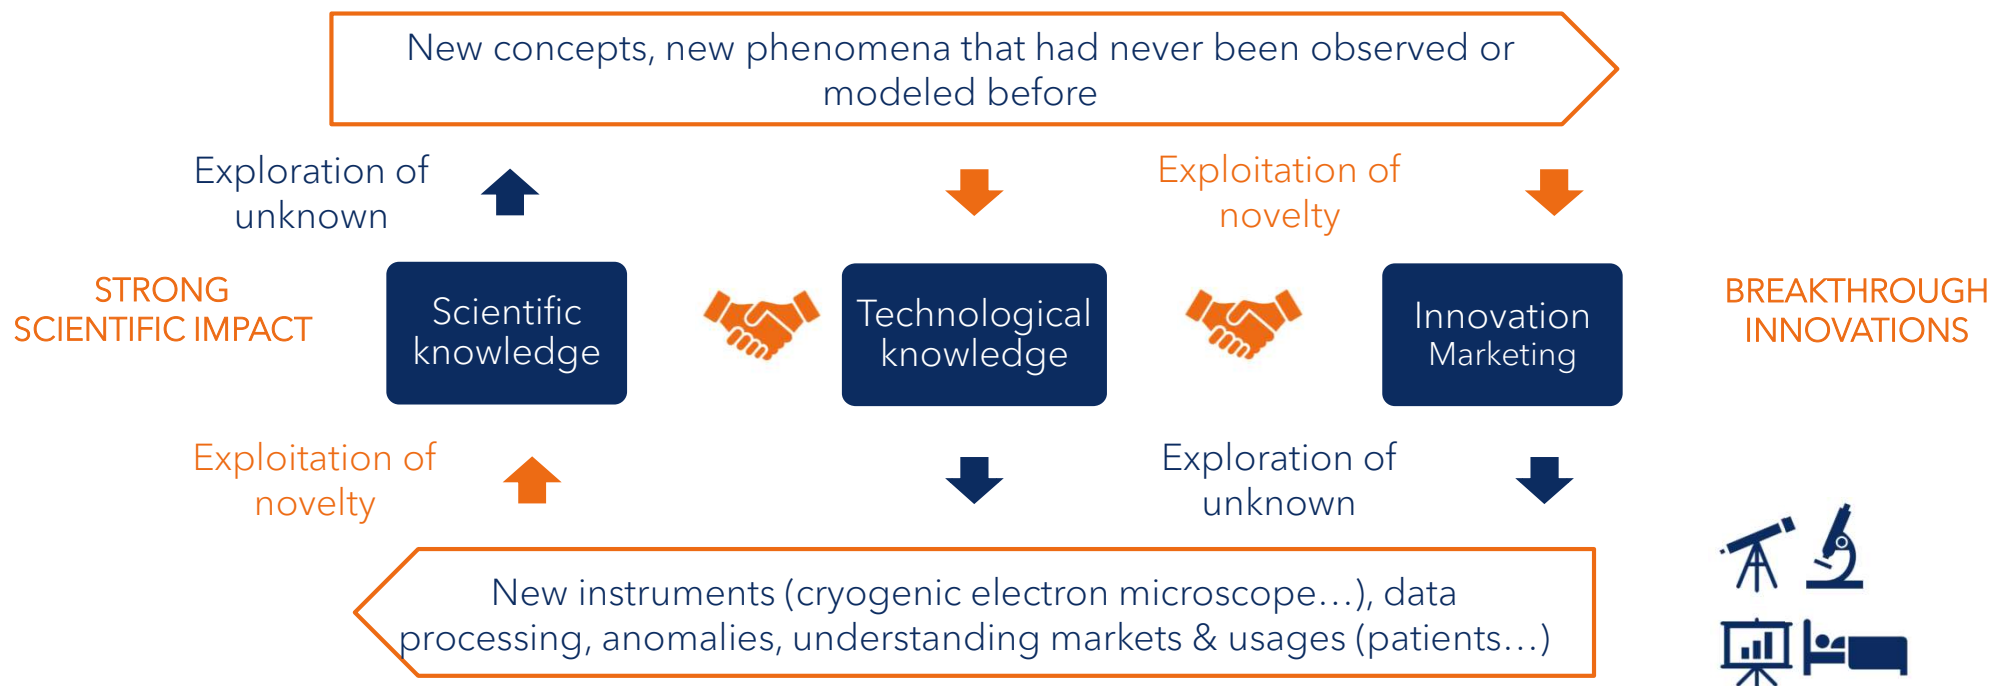 New concepts, new phenomena that had never been observed or
modeled before
Exploration of
unknown
Exploitation of
novelty
STRONG
SCIENTIFIC IMPACT
Scientific
knowledge
Technological
knowledge
Innovation
Marketing
BREAKTHROUGH
INNOVATIONS
Exploitation of
novelty
Exploration of
unknown
New instruments (cryogenic electron microscope…), data
processing, anomalies, understanding markets & usages (patients…)